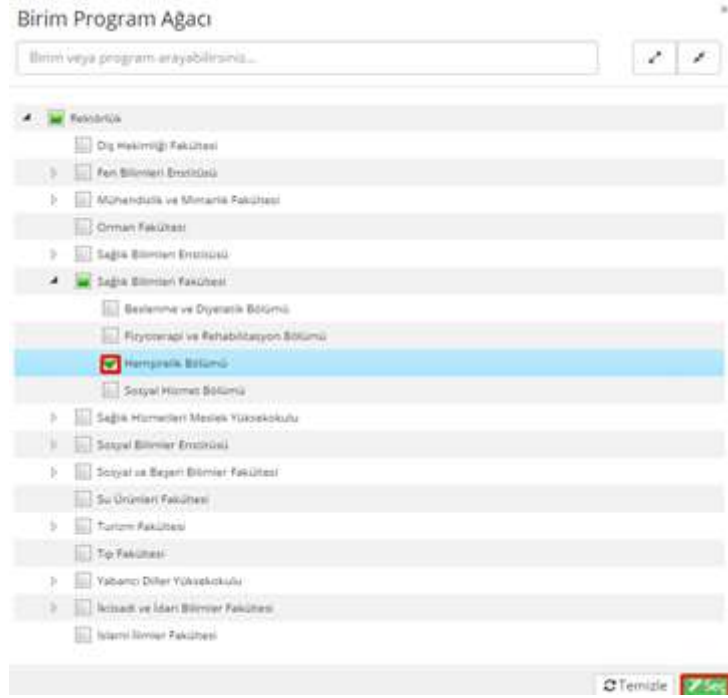 Birim Program Ağacı
Birim veya program arayabilirsiniz...
Rektörlük
Diş Hekimliği Fakültesi
Fen Bilimleri Enstitüsü
Mühendislik ve Mimarlık Fakültesi
Orman Fakültesi
Sağlık Bilimleri Enstitüsü
Sağlık Bilimleri Fakültesi
Beslenme ve Diyetetik Bölümü
Fizyoterapi ve Rehabilitasyon Bölümü
Hemşirelik Bölümü
Sosyal Hizmet Bölümü
Sağlık Hizmetleri Meslek Yüksekokulu
Sosyal Bilimler Enstitüsü
Sosyal ve Beşeri Bilimler Fakültesi
Su Ürünleri Fakültesi
Turizm Fakültesi
Tıp Fakültesi
Yabancı Diller Yüksekokulu
İktisadi ve İdari Bilimler Fakültesi
İslami İlimler Fakültesi
Temizle Seç